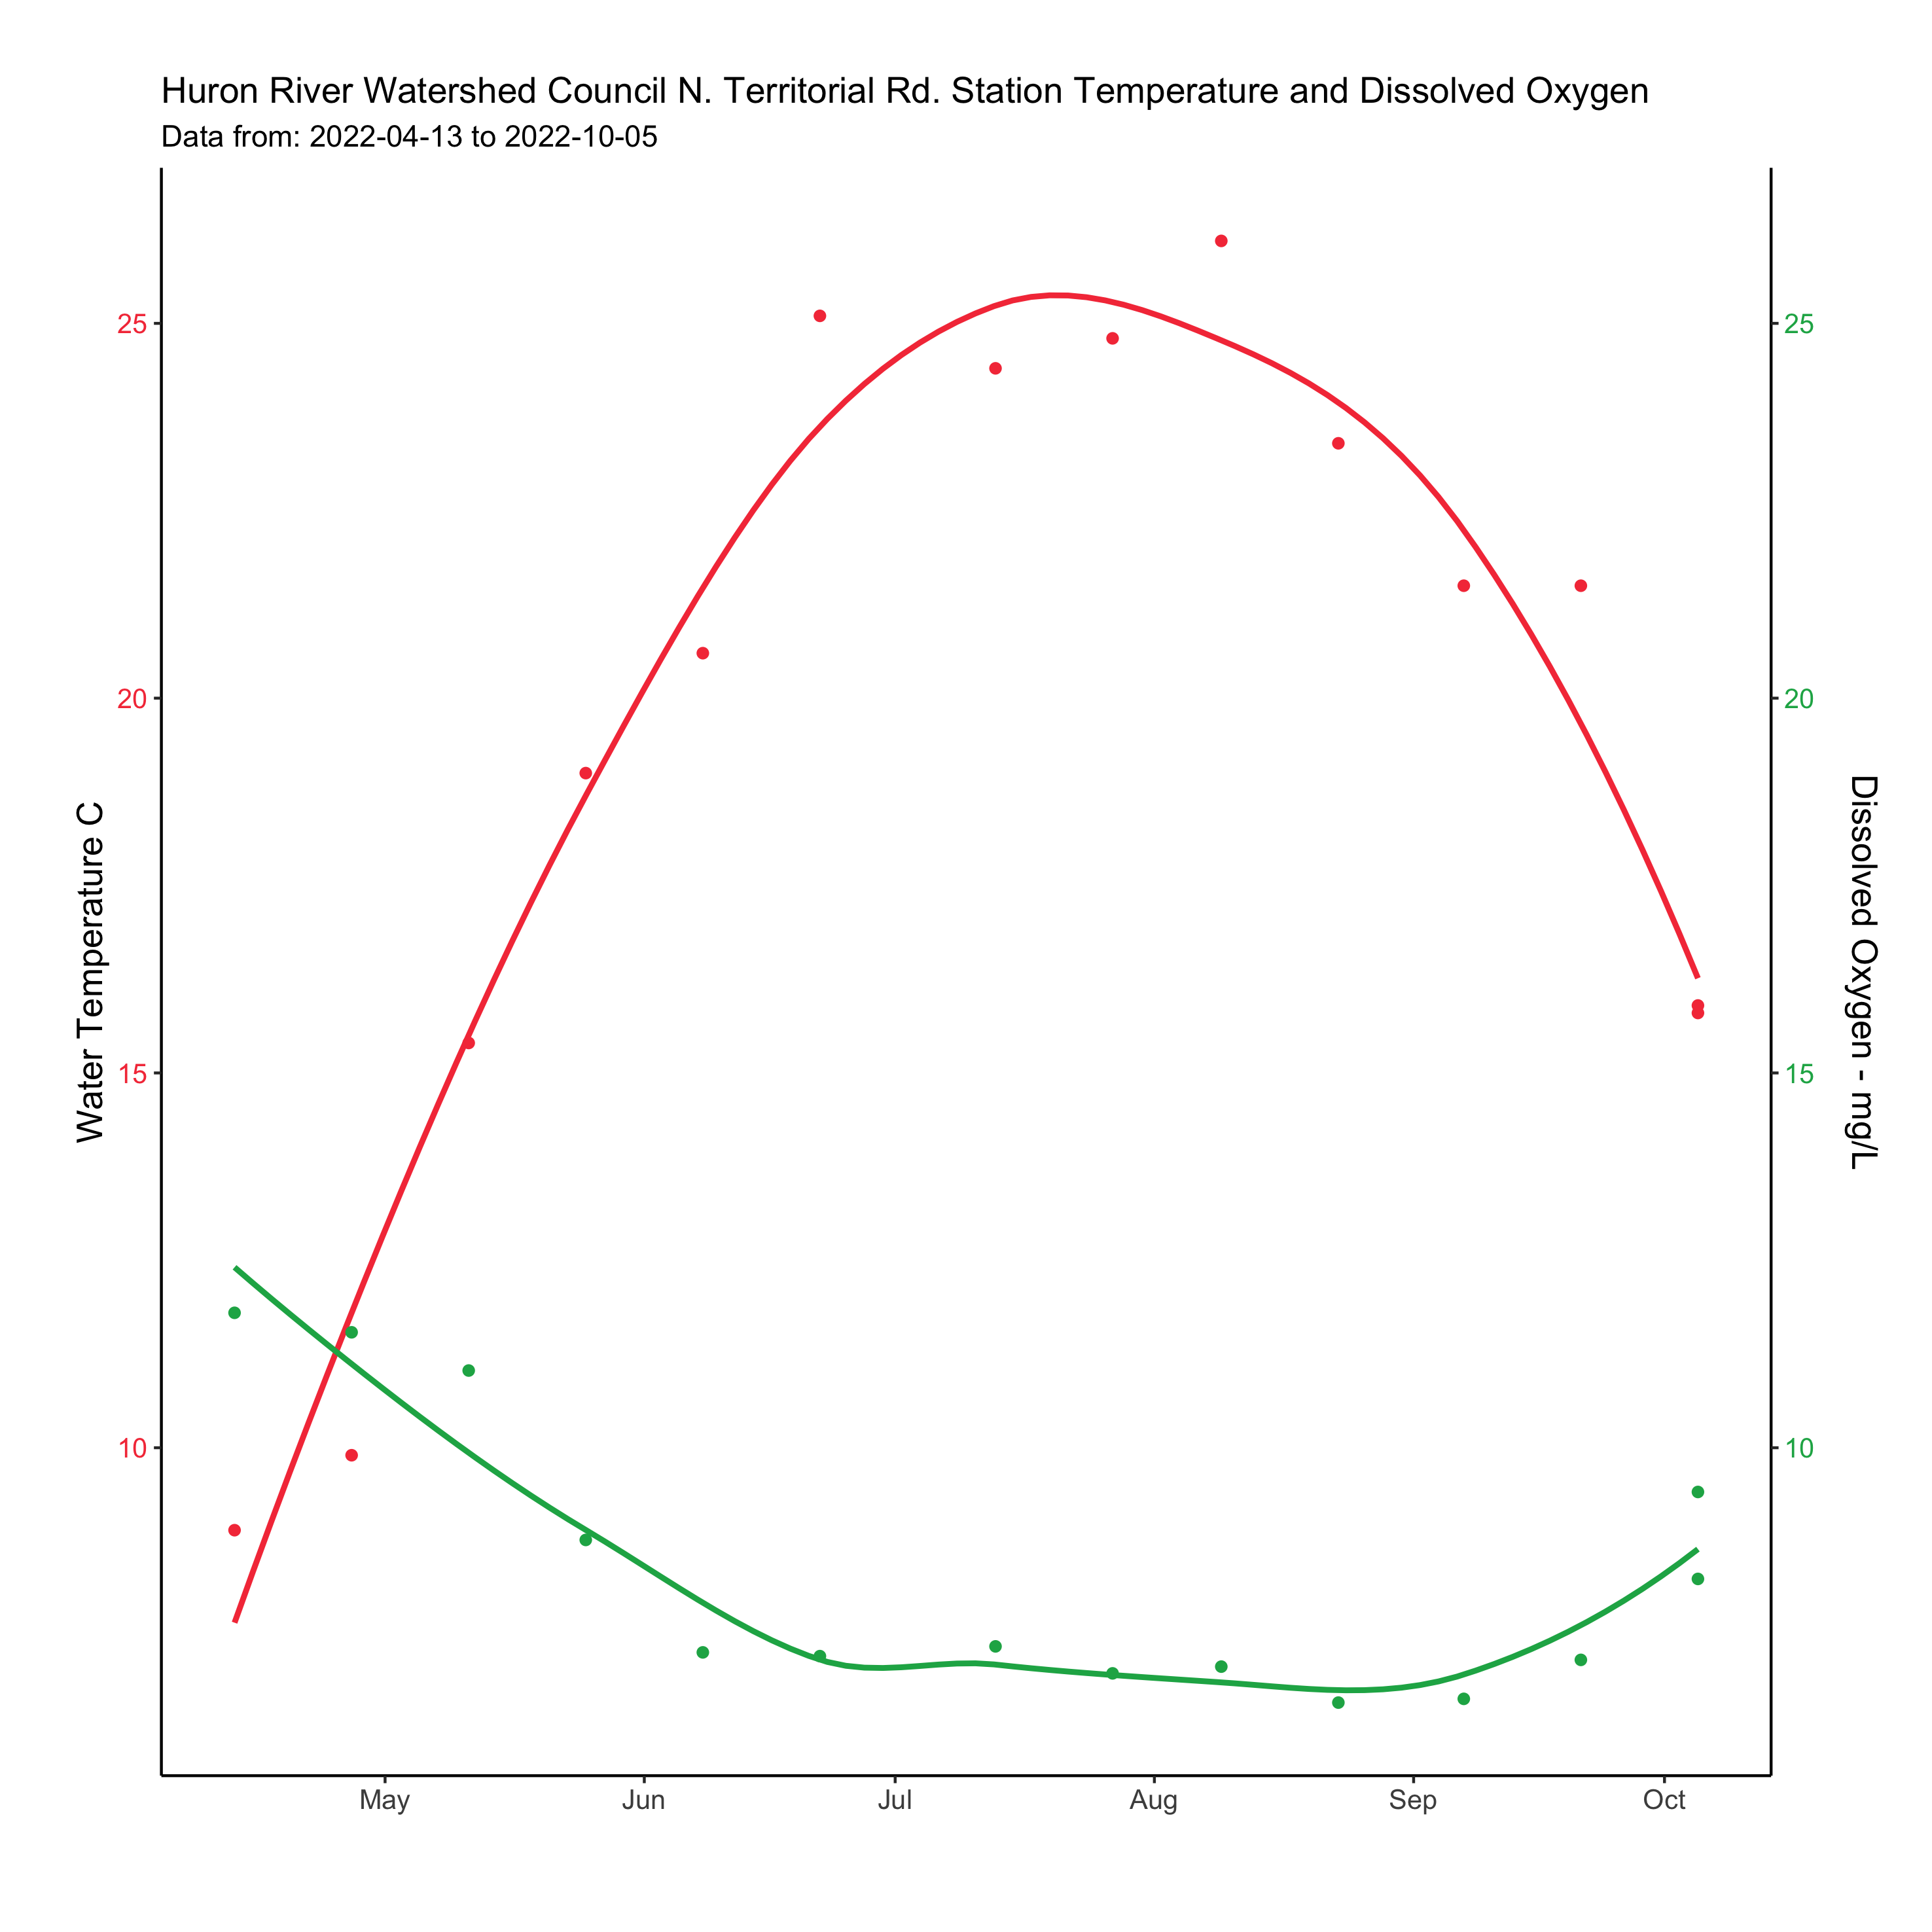 Huron River Watershed Council N. Territorial Rd. Station Temperature and Dissolved Oxygen
Data from: 2022-04-13 to 2022-10-05
Water Temperature C
25
20
15
10
25
20
15
10
Dissolved Oxygen - mg/L
May Jun Jul Aug Sep Oct